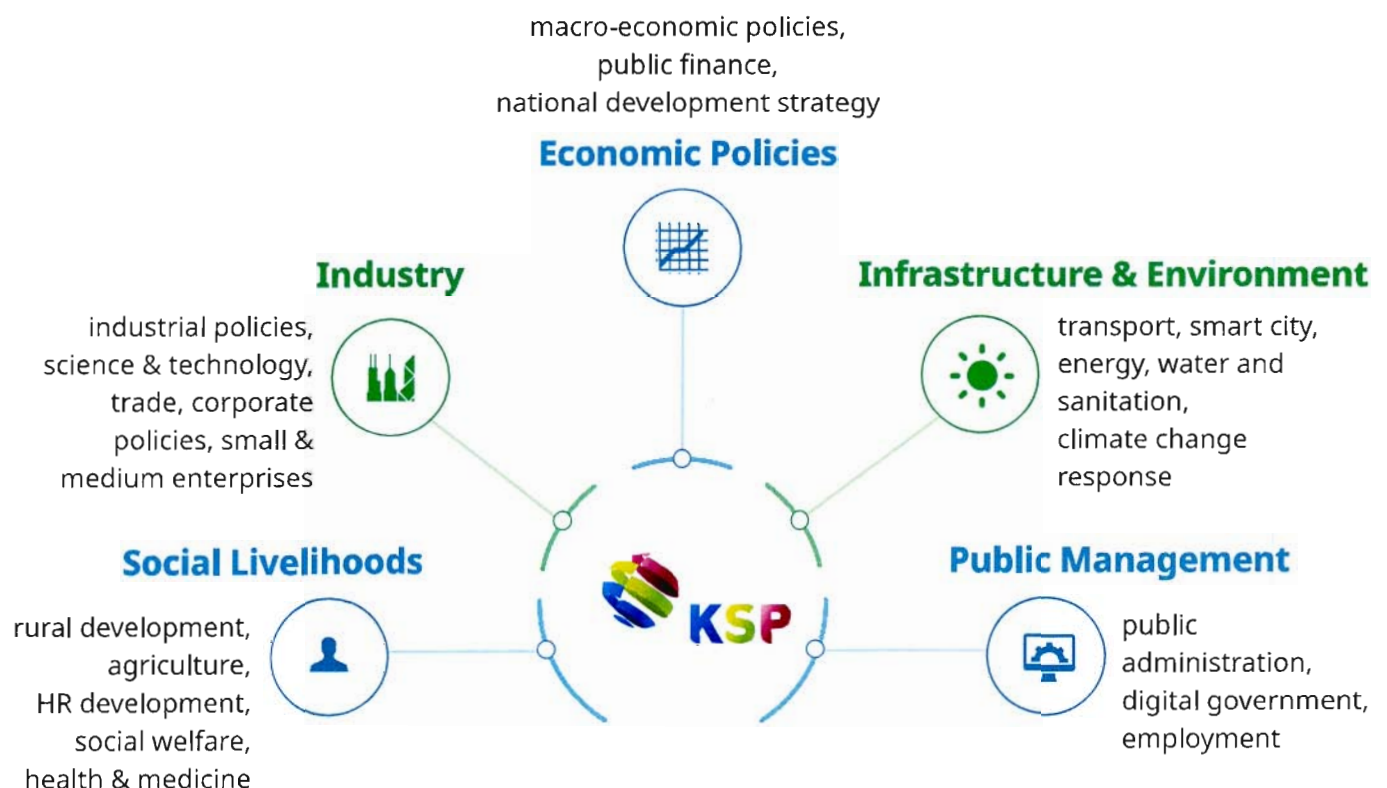 macro-economic policies,
public finance,
national development strategy
Economic Policies
Industry
industrial policies,
science & technology,
trade, corporate
policies, small &
medium enterprises
Infrastructure & Environment
transport, smart city,
energy, water and
sanitation,
climate change
response
Social Livelihoods
rural development,
agriculture,
HR development,
social welfare,
health & medicine
KSP
Public Management
public
administration,
digital government,
employment